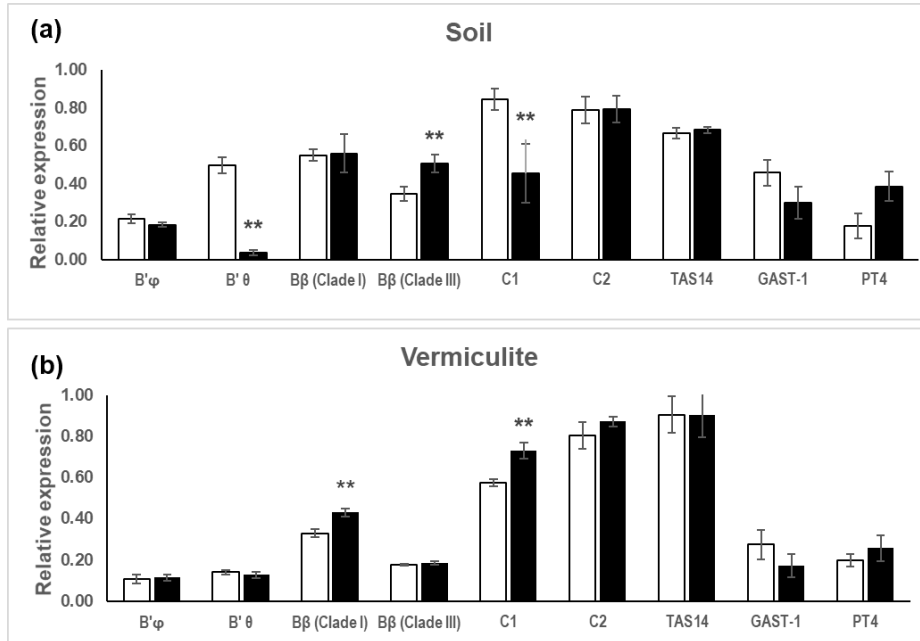 (a)
Soil
Relative expression
1.00
0.80
0.60
0.40
0.20
0.00
**
**
**
B'φ B' θ Bβ (Clade I) Bβ (Clade III) C1 C2 TAS14 GAST-1 PT4
(b)
Vermiculite
Relative expression
1.00
0.80
0.60
0.40
0.20
0.00
**
**
B'φ B' θ Bβ (Clade I) Bβ (Clade III) C1 C2 TAS14 GAST-1 PT4